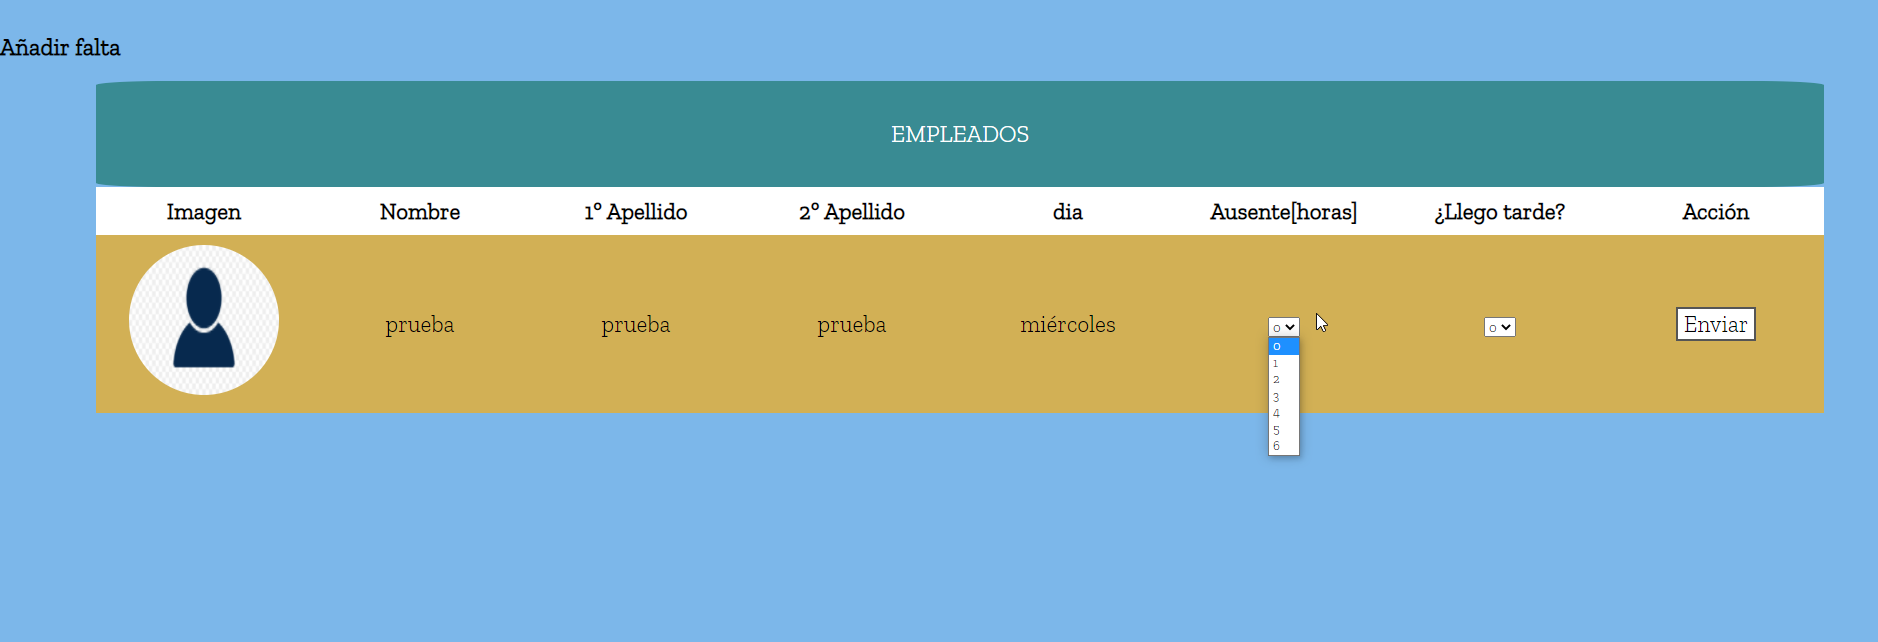 Añadir falta
EMPLEADOS
Imagen Nombre 1º Apellido 2º Apellido dia Ausente[horas] ¿Llego tarde? Acción
prueba prueba prueba miércoles 0 0 Enviar
0
1
2
3
4
5
6